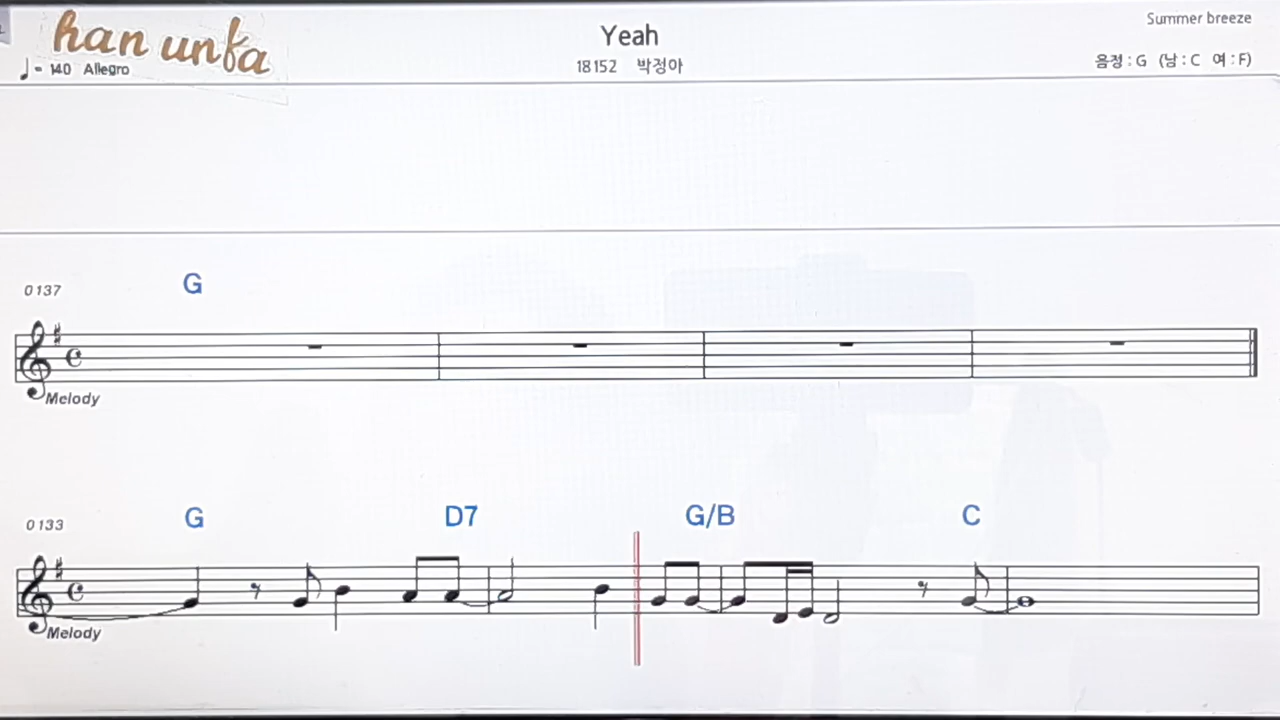 han unfa
♩= 140 Allegro
Yeah
18152 박정아
Summer breeze
음정 : G (남 : C 여 : F)
0137
G
Melody
0133
G D7 G/B C
Melody